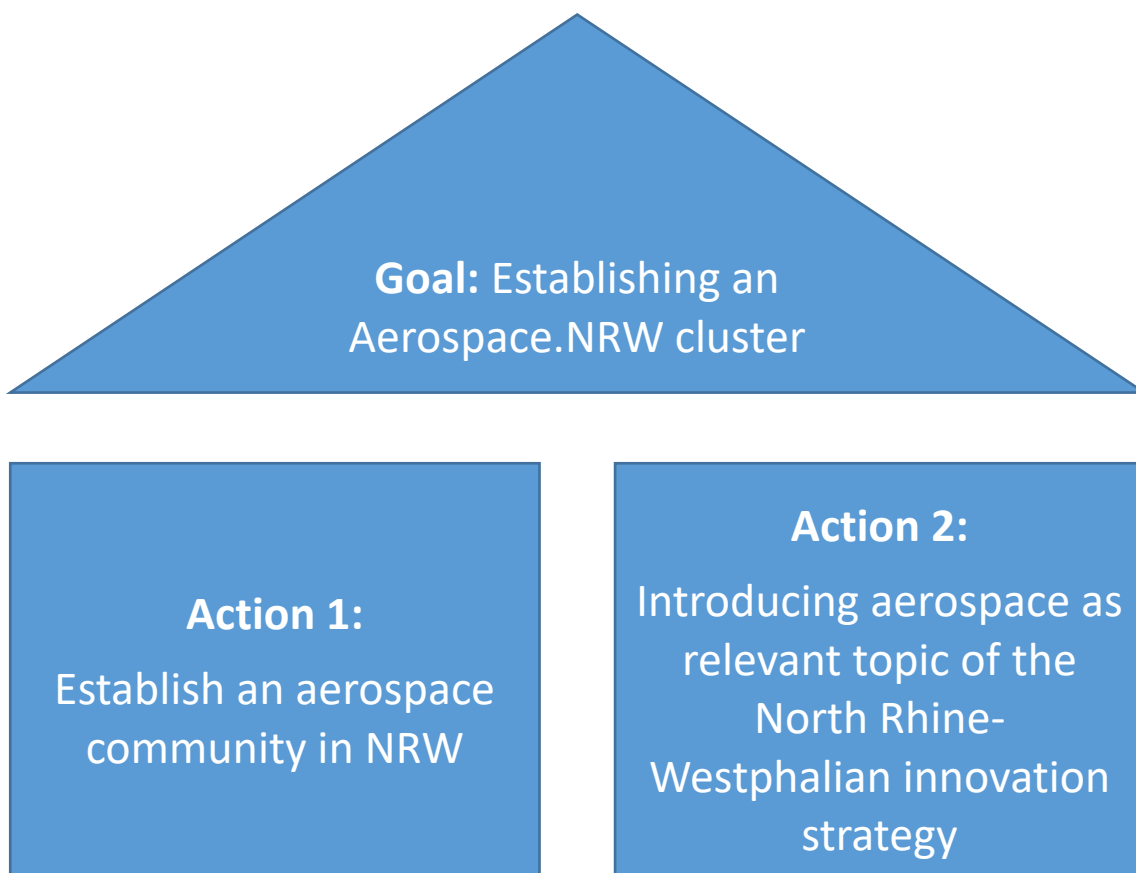 Goal: Establishing an
Aerospace.NRW cluster
Action 1:
Establish an aerospace
community in NRW
Action 2:
Introducing aerospace as
relevant topic of the
North Rhine-
Westphalian innovation
strategy